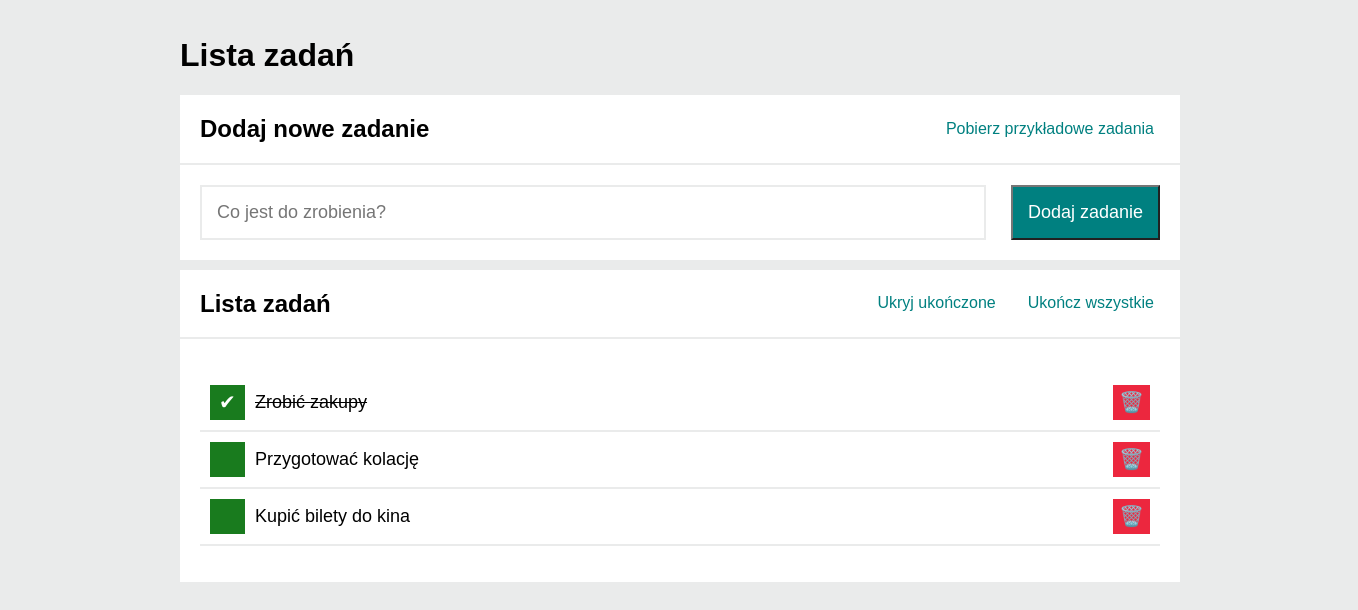 Lista zadań
Dodaj nowe zadanie
Pobierz przykładowe zadania
Co jest do zrobienia?
Dodaj zadanie
Lista zadań
Ukryj ukończone
Ukończ wszystkie
✔ Zrobić zakupy
Przygotować kolację
Kupić bilety do kina